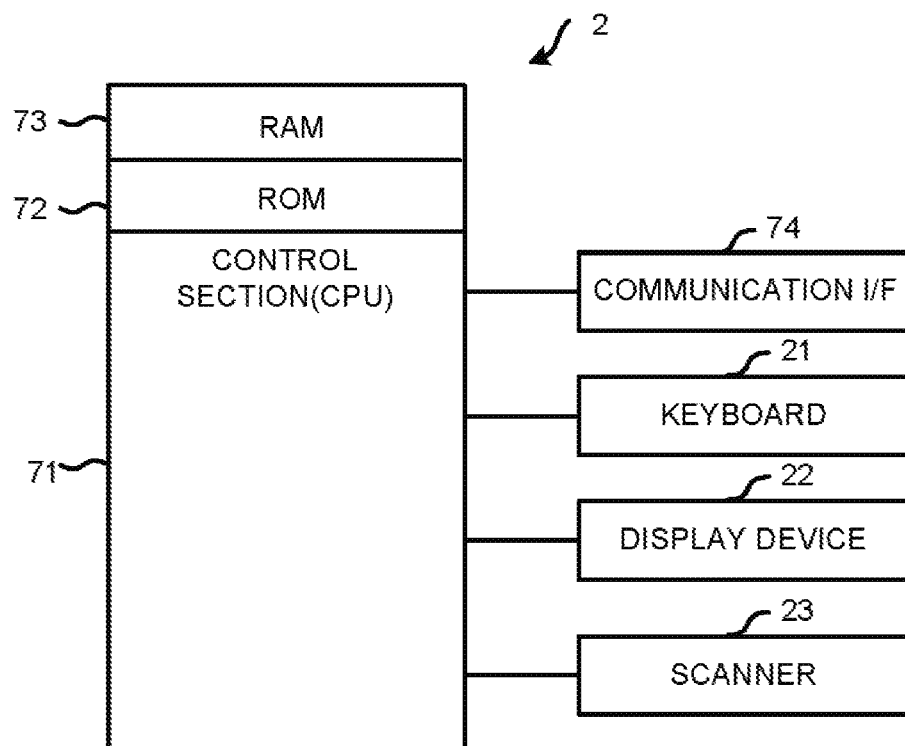 2
73
RAM
72
ROM
CONTROL
SECTION(CPU)
71
74
COMMUNICATION I/F
21
KEYBOARD
22
DISPLAY DEVICE
23
SCANNER